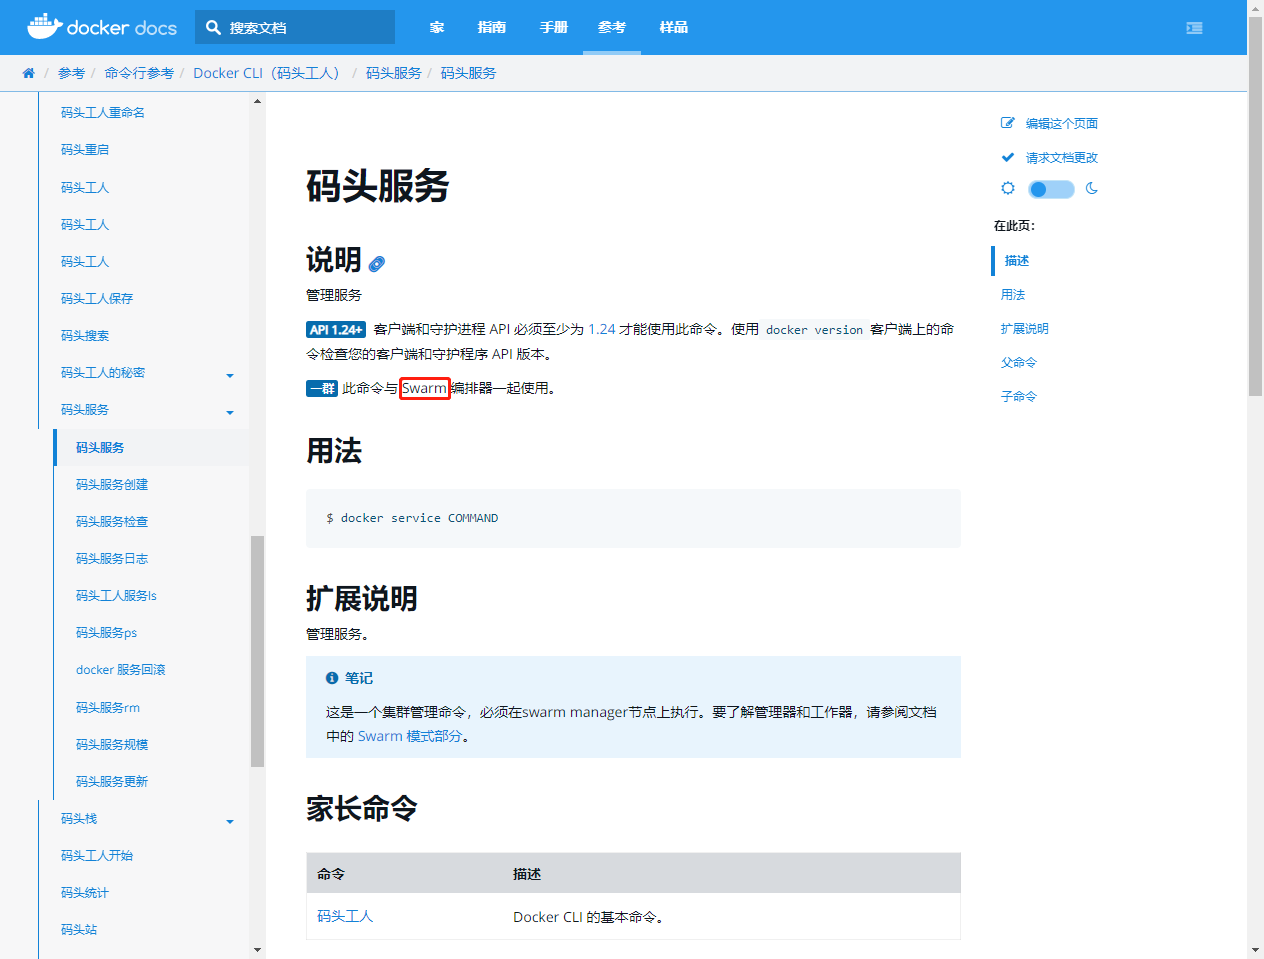 docker docs
搜索文档
家
指南
手册
参考
样品
/ 参考 / 命令行参考 / Docker CLI（码头工人） / 码头服务 / 码头服务
码头工人重命名
码头重启
码头工人
码头工人
码头工人
码头工人保存
码头搜索
码头工人的秘密
码头服务
码头服务
码头服务创建
码头服务检查
码头服务日志
码头工人服务ls
码头服务ps
docker 服务回滚
码头服务rm
码头服务规模
码头服务更新
码头栈
码头工人开始
码头统计
码头站
码头服务
说明
管理服务
API 1.24+ 客户端和守护进程 API 必须至少为 1.24 才能使用此命令。使用 docker version 客户端上的命
令检查您的客户端和守护程序 API 版本。
一群 此命令与 Swarm 编排器一起使用。
用法
$ docker service COMMAND
扩展说明
管理服务。
笔记
这是一个集群管理命令，必须在swarm manager节点上执行。要了解管理器和工作器，请参阅文档
中的 Swarm 模式部分。
家长命令
命令 描述
码头工人 Docker CLI 的基本命令。
编辑这个页面
请求文档更改
在此页：
描述
用法
扩展说明
父命令
子命令